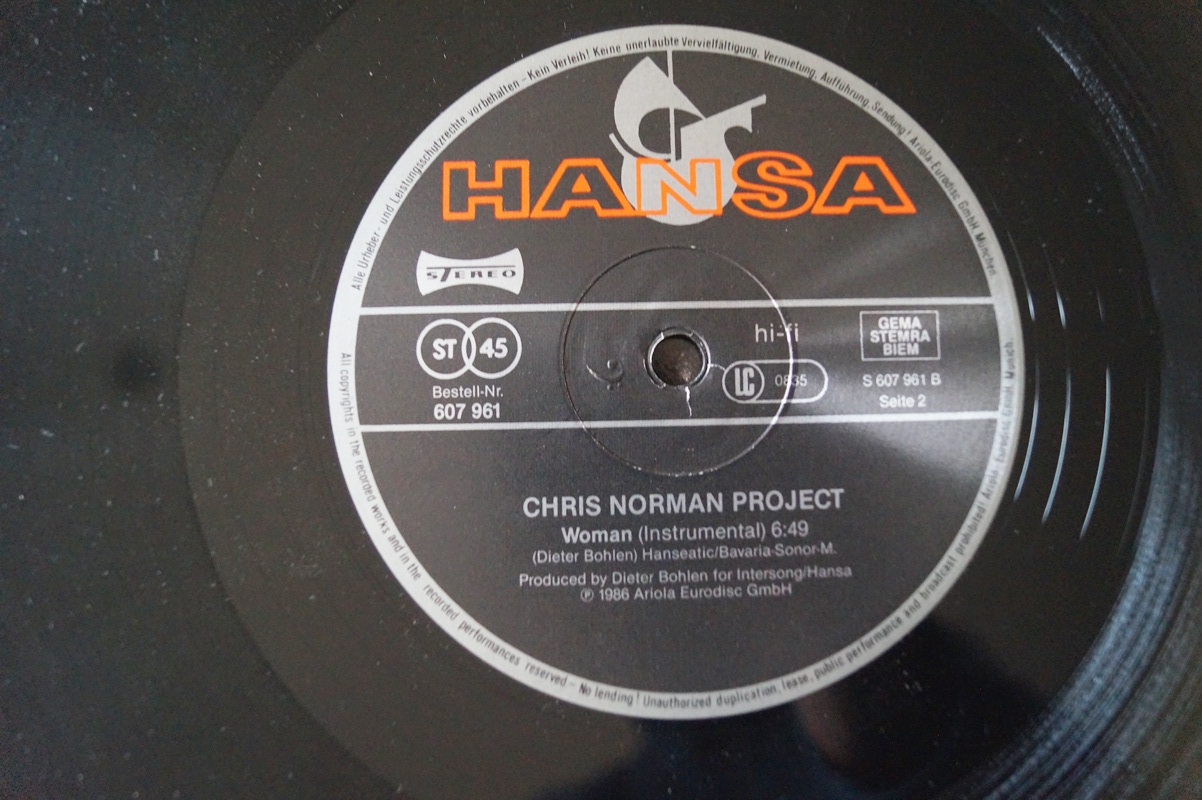 Alle Urheber- und Leistungsschutzrechte vorbehalten - Kein Verleih! Keine unerlaubte Vervielfältigung, Vermietung, Aufführung, Sendung! Ariola-Eurodisc GmbH München
HANSA
STEREO
ST 45
hi-fi
GEMA
STEMRA
BIEM
LC 0835
Bestell-Nr.
607 961
S 607 961 B
Seite 2
CHRIS NORMAN PROJECT
Woman (Instrumental) 6:49
(Dieter Bohlen) Hanseatic/Bavaria-Sonor-M.
Produced by Dieter Bohlen for Intersong/Hansa
℗ 1986 Ariola Eurodisc GmbH
All copyrights in the recorded works and in the recorded performances reserved - No lending! Unauthorized duplication, lease, public performance and broadcast prohibited! Ariola-Eurodisc GmbH, Munich.